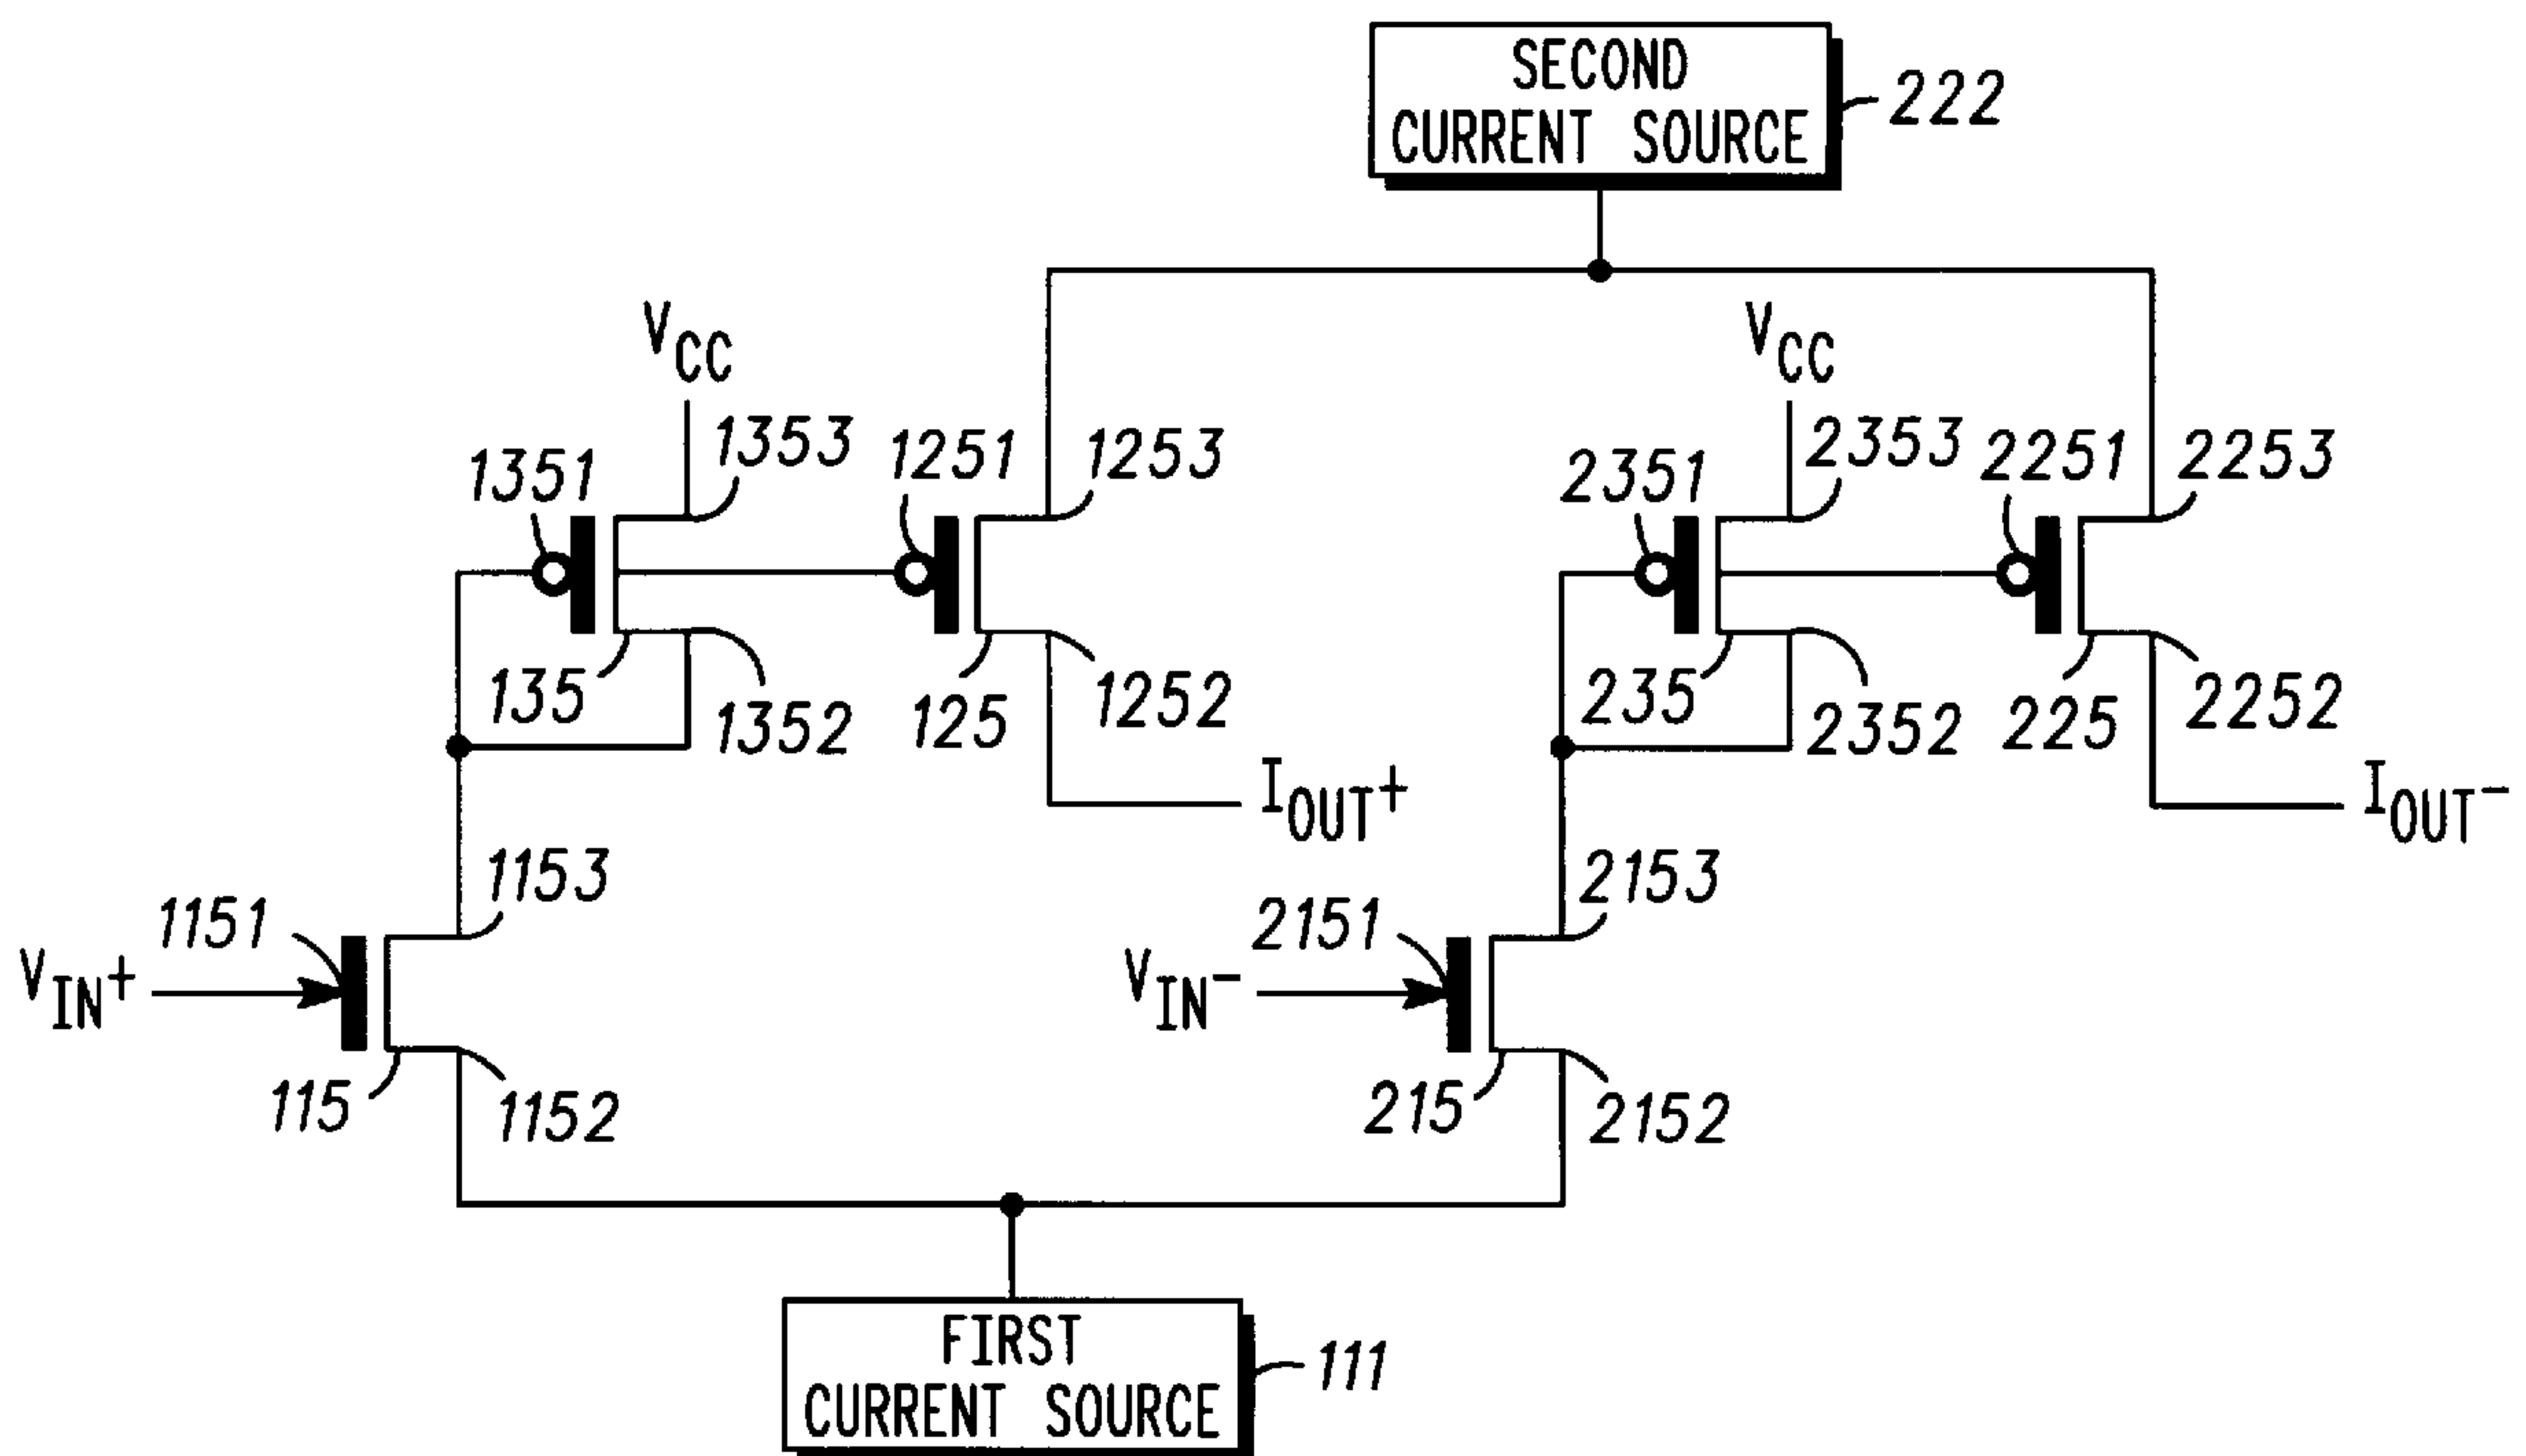 SECOND
CURRENT SOURCE
222
VCC
VCC
1351
1353
1251
1253
2351
2353
2251
2253
135
1352
125
1252
235
2352
225
2252
IOUT+
IOUT-
1153
2153
1151
2151
VIN+
VIN-
115
1152
215
2152
FIRST
CURRENT SOURCE
111